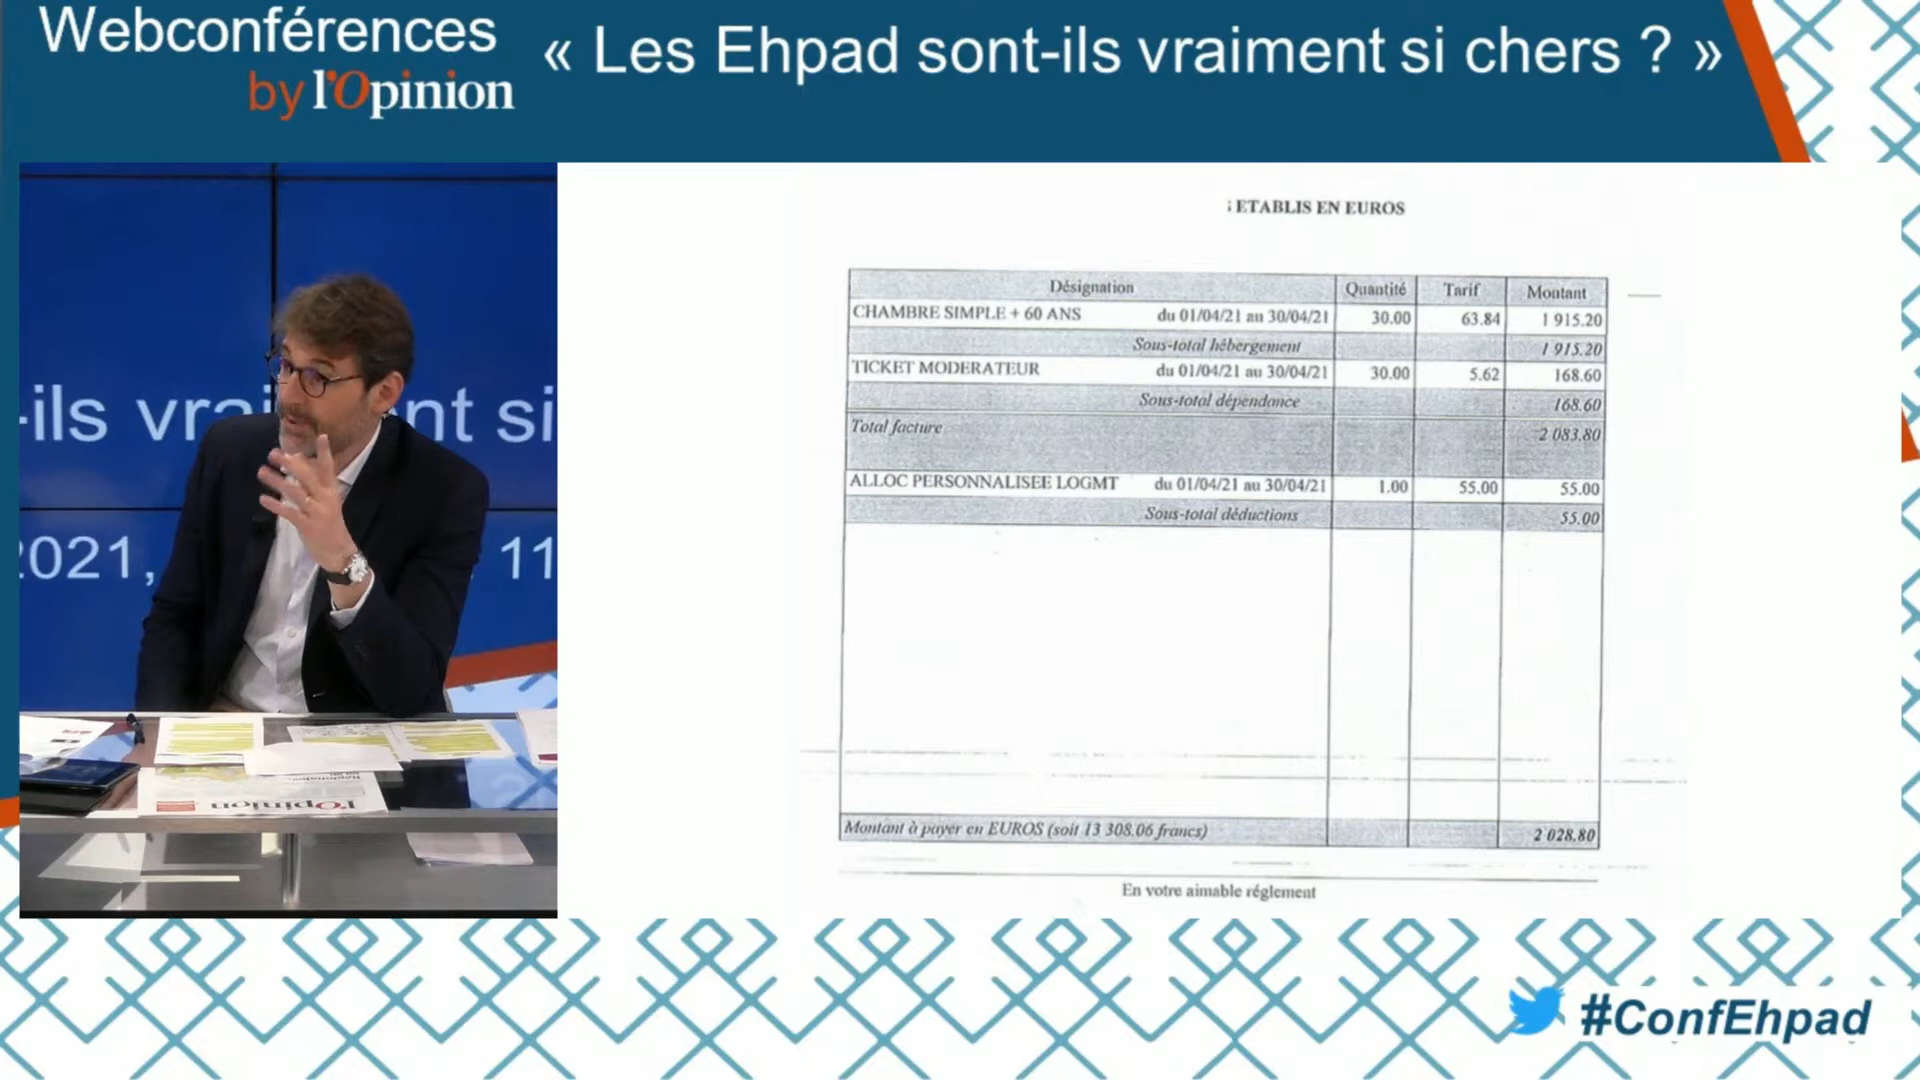 Webconférences
by l'Opinion
« Les Ehpad sont-ils vraiment si chers ? »
-ils vrai nt si
2021, 11
l'Opinion
ETABLIS EN EUROS
Désignation Quantité Tarif Montant
CHAMBRE SIMPLE + 60 ANS du 01/04/21 au 30/04/21 30.00 63.84 1 915.20
Sous-total hébergement 1 915.20
TICKET MODERATEUR du 01/04/21 au 30/04/21 30.00 5.62 168.60
Sous-total dépendance 168.60
Total facture 2 083.80
ALLOC PERSONNALISEE LOGMT du 01/04/21 au 30/04/21 1.00 55.00 55.00
Sous-total déductions 55.00
Montant à payer en EUROS (soit 13 308.06 francs) 2 028.80
En votre aimable réglement
#ConfEhpad